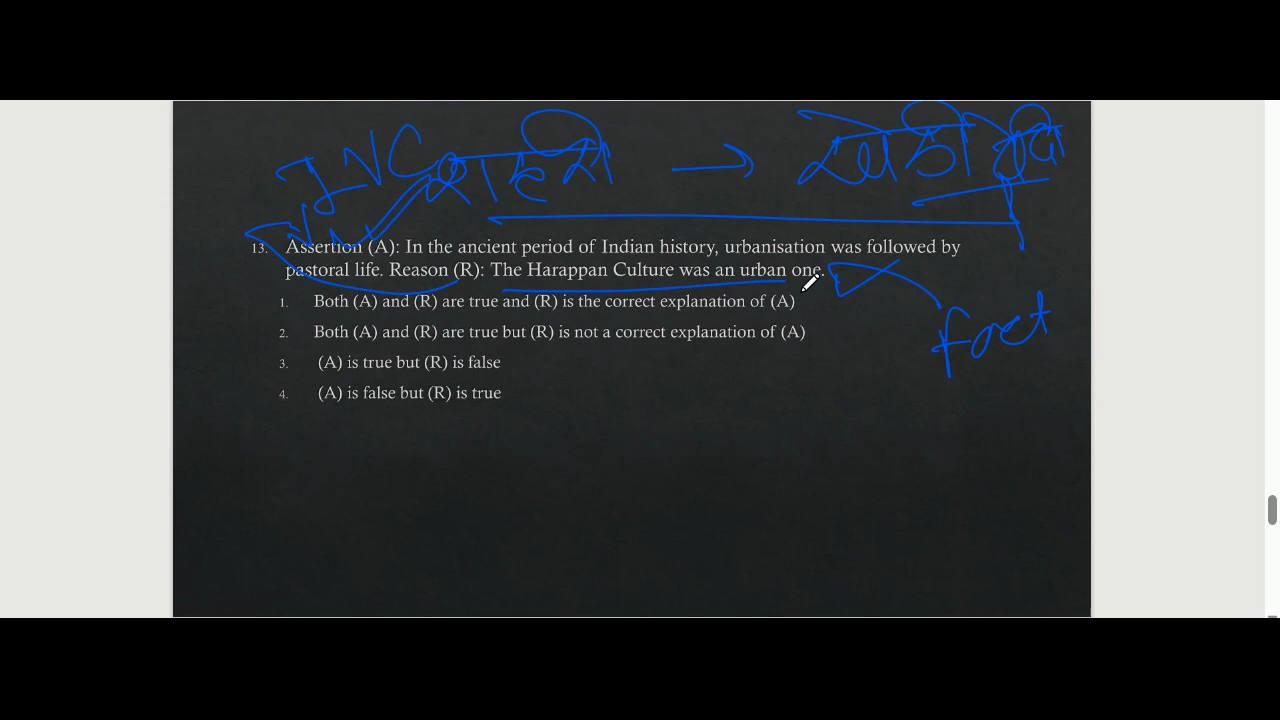 IVC शहरी →
13. Assertion (A): In the ancient period of Indian history, urbanisation was followed by
pastoral life. Reason (R): The Harappan Culture was an urban one.
1. Both (A) and (R) are true and (R) is the correct explanation of (A)
2. Both (A) and (R) are true but (R) is not a correct explanation of (A)
fact
3. (A) is true but (R) is false
4. (A) is false but (R) is true